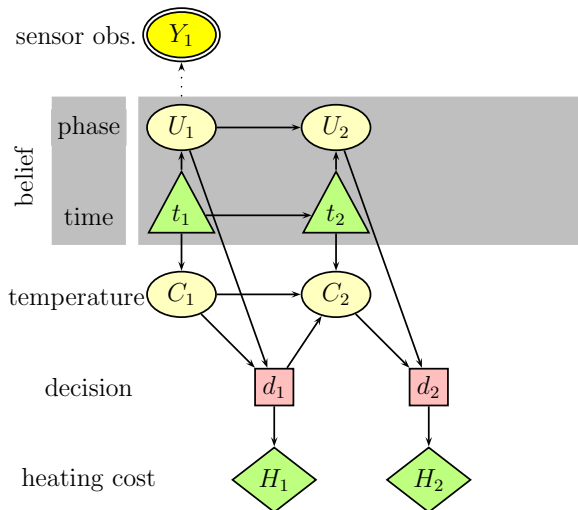 sensor obs. Y₁
belief
phase U₁ U₂
time t₁ t₂
temperature C₁ C₂
decision d₁ d₂
heating cost H₁ H₂